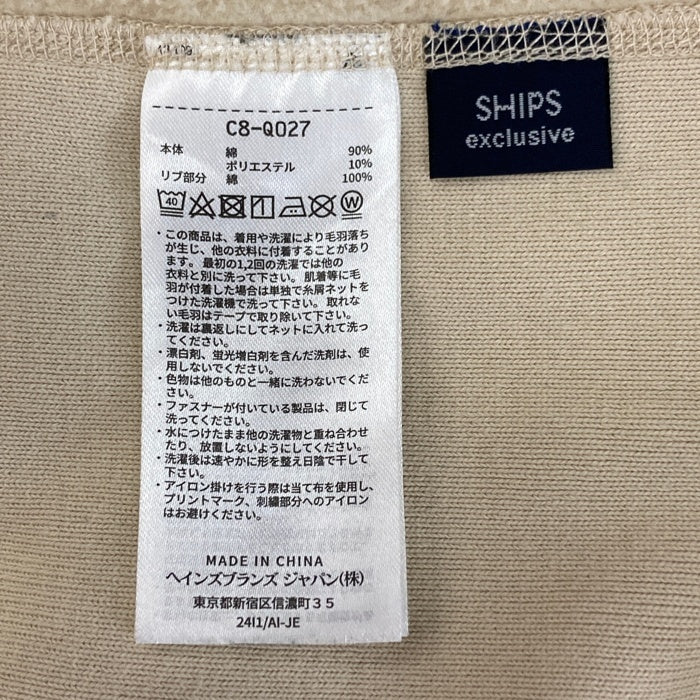 SHIPS
exclusive
C8-Q027
本体 綿 90%
ポリエステル 10%
リブ部分 綿 100%
40
W
・この商品は、着用や洗濯により毛羽落ち
が生じ、他の衣料に付着することがあり
ます。最初の1,2回の洗濯では他の
衣料と別に洗って下さい。肌着等に毛
羽が付着した場合は単独で糸屑ネットを
つけた洗濯機で洗って下さい。取れな
い毛羽はテープで取り除いて下さい。
・洗濯は裏返しにしてネットに入れて洗っ
てください。
・漂白剤、蛍光増白剤を含んだ洗剤は、使
用しないでください。
・色物は他のものと一緒に洗わないでくだ
さい。
・ファスナーが付いている製品は、閉じて
洗ってください。
・水につけたまま他の洗濯物と重ね合わせ
たり、放置しないようにしてください。
・洗濯後は速やかに形を整え日陰で干して
下さい。
・アイロン掛けを行う際は当て布を使用し、
プリントマーク、刺繍部分へのアイロン
はお避けください。
MADE IN CHINA
ヘインズブランズ ジャパン(株)
東京都新宿区信濃町35
24I1/AI-JE